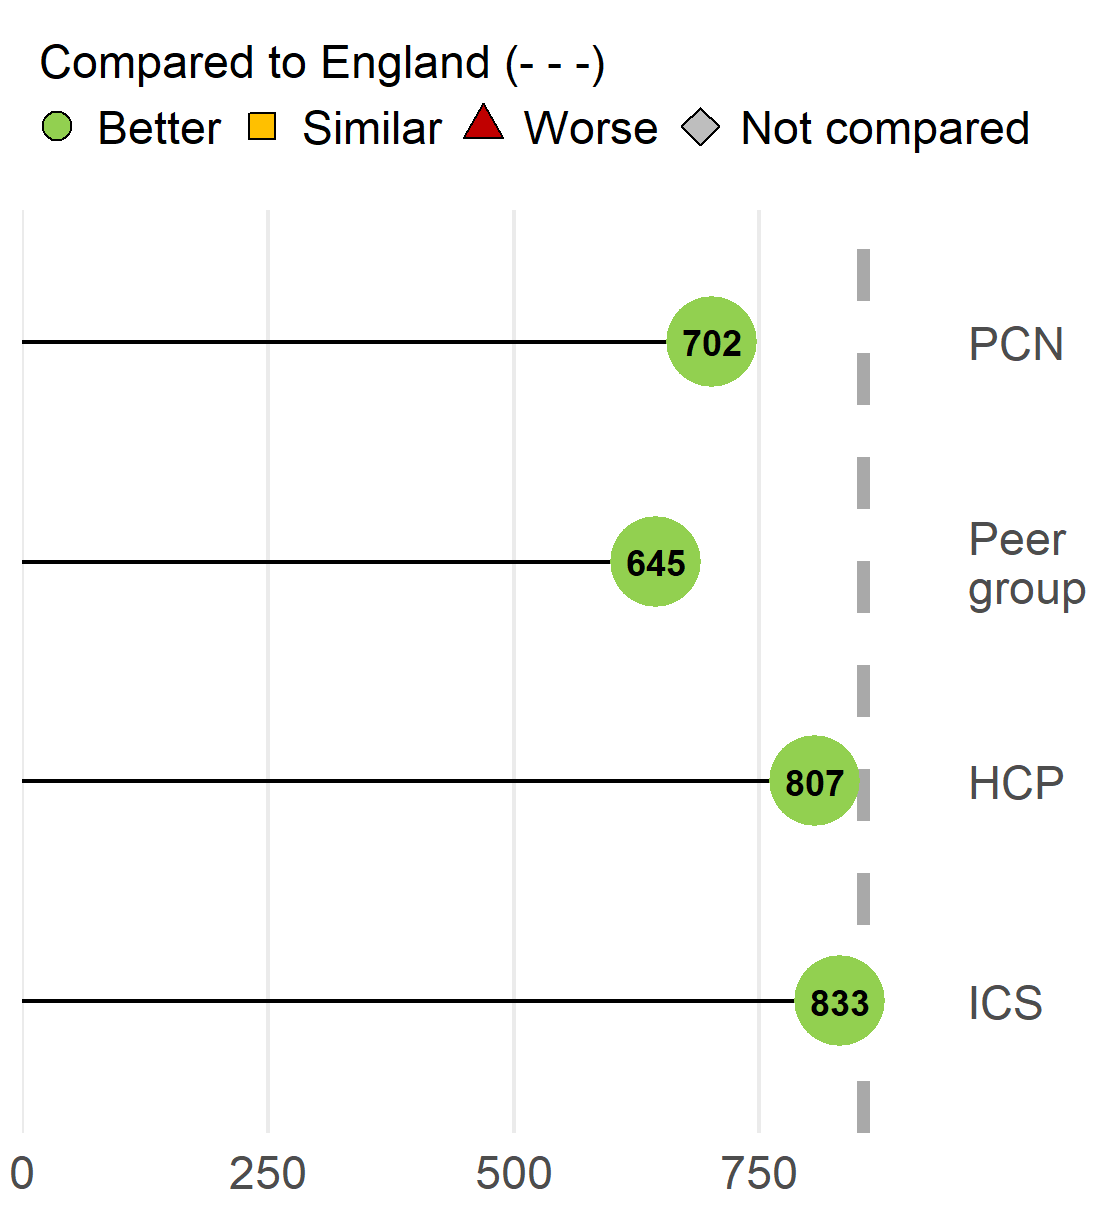 Compared to England (- - -)
Better Similar Worse Not compared
702 PCN
645 Peer
group
807 HCP
833 ICS
0 250 500 750